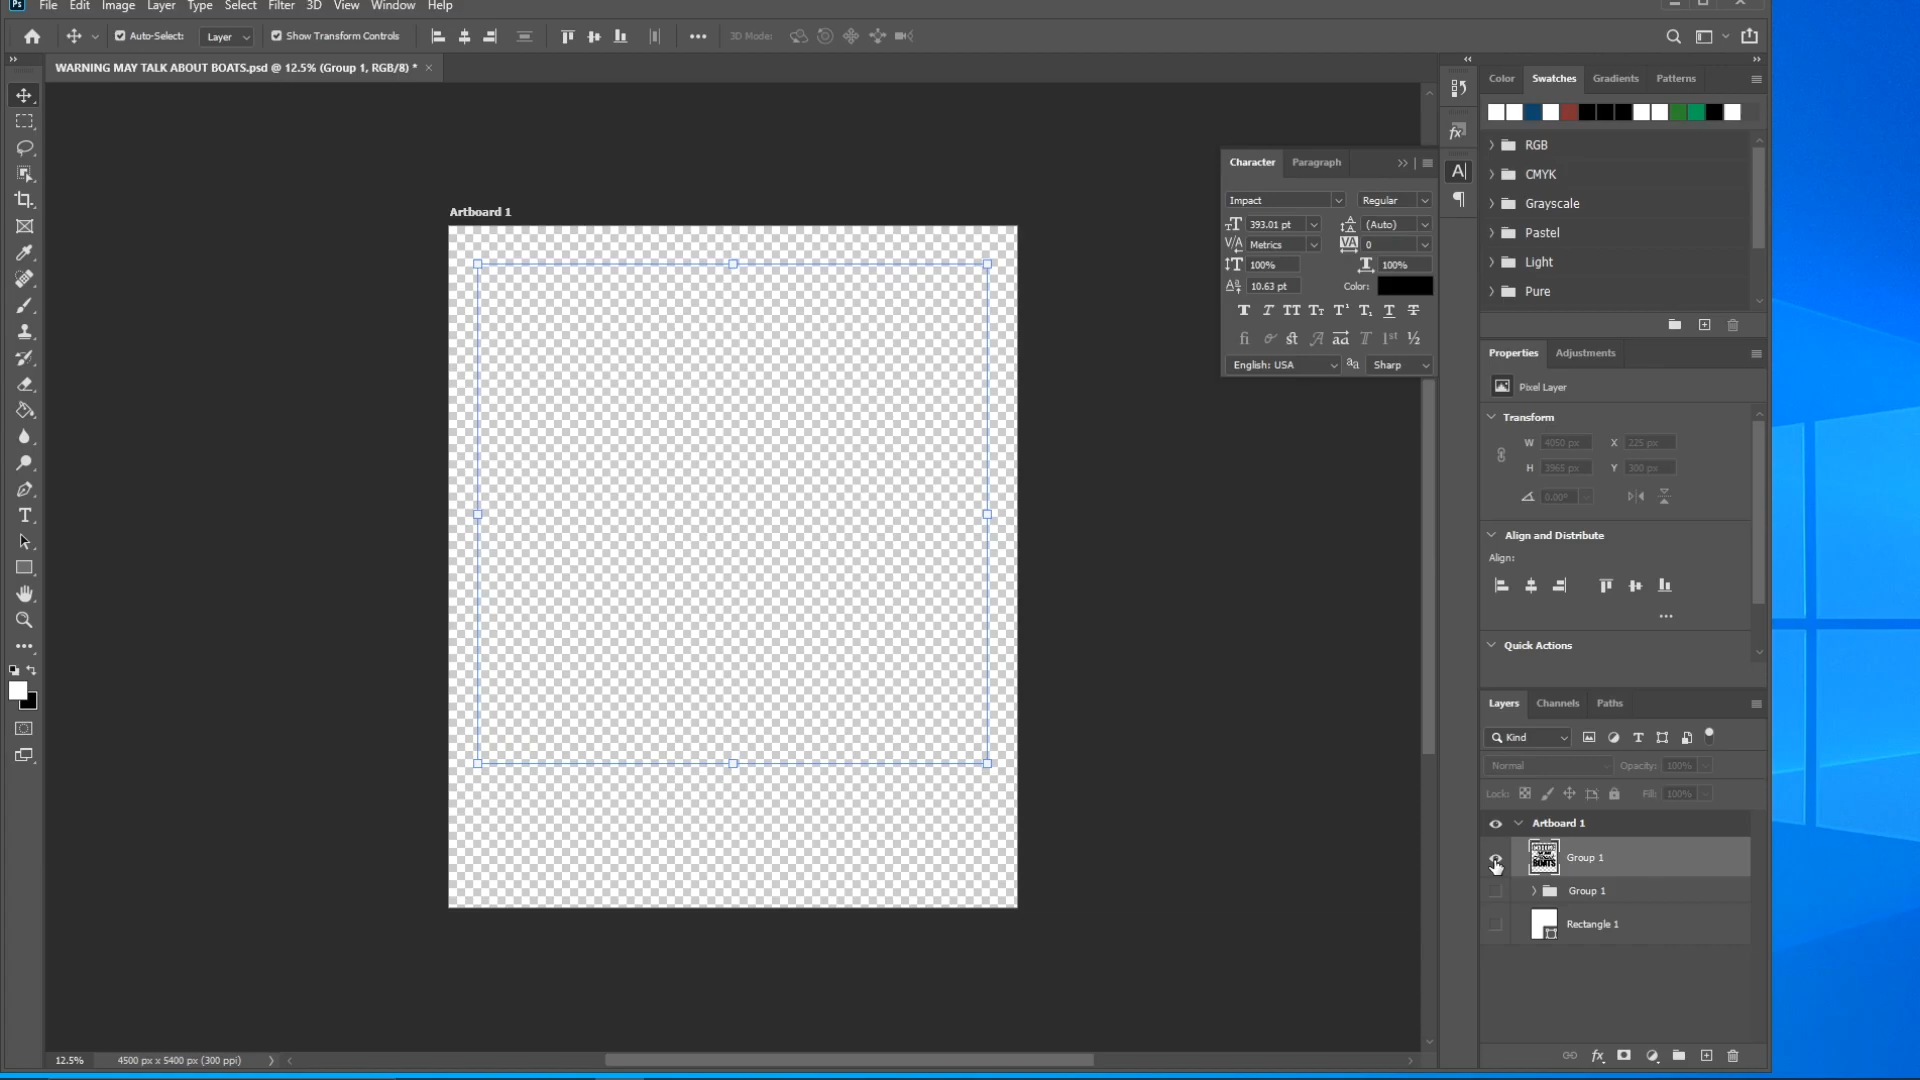 Ps File Edit Image Layer Type Select Filter 3D View Window Help
Auto-Select: Layer Show Transform Controls 3D Mode:
WARNING MAY TALK ABOUT BOATS.psd @ 12.5% (Group 1, RGB/8) * ×
Color Swatches Gradients Patterns
RGB
CMYK
Grayscale
Pastel
Light
Pure
Character Paragraph
Impact Regular
393.01 pt (Auto)
Metrics 0
100% 100%
10.63 pt Color:
English: USA Sharp
Artboard 1
Properties Adjustments
Pixel Layer
Transform
W 4050 px X 225 px
H 3965 px Y 300 px
0.00°
Align and Distribute
Align:
Quick Actions
Layers Channels Paths
Kind
Normal Opacity: 100%
Lock: Fill: 100%
Artboard 1
BOATS
Group 1
Group 1
Rectangle 1
12.5% 4500 px x 5400 px (300 ppi)